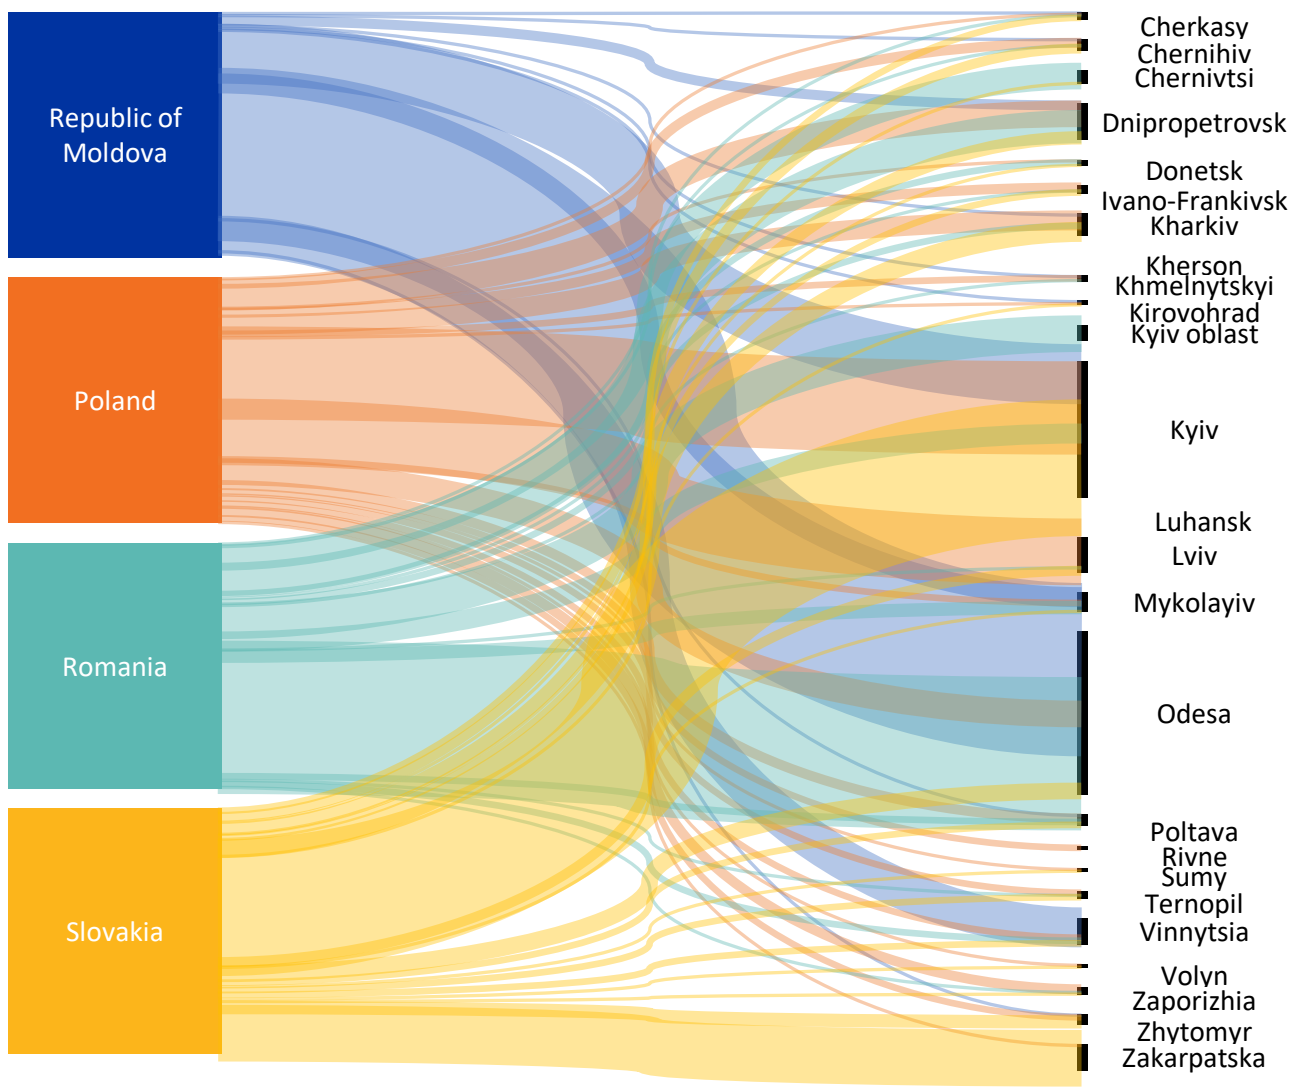 Republic of
Moldova
Poland
Romania
Slovakia
Cherkasy
Chernihiv
Chernivtsi
Dnipropetrovsk
Donetsk
Ivano-Frankivsk
Kharkiv
Kherson
Khmelnytskyi
Kirovohrad
Kyiv oblast
Kyiv
Luhansk
Lviv
Mykolayiv
Odesa
Poltava
Rivne
Sumy
Ternopil
Vinnytsia
Volyn
Zaporizhia
Zhytomyr
Zakarpatska